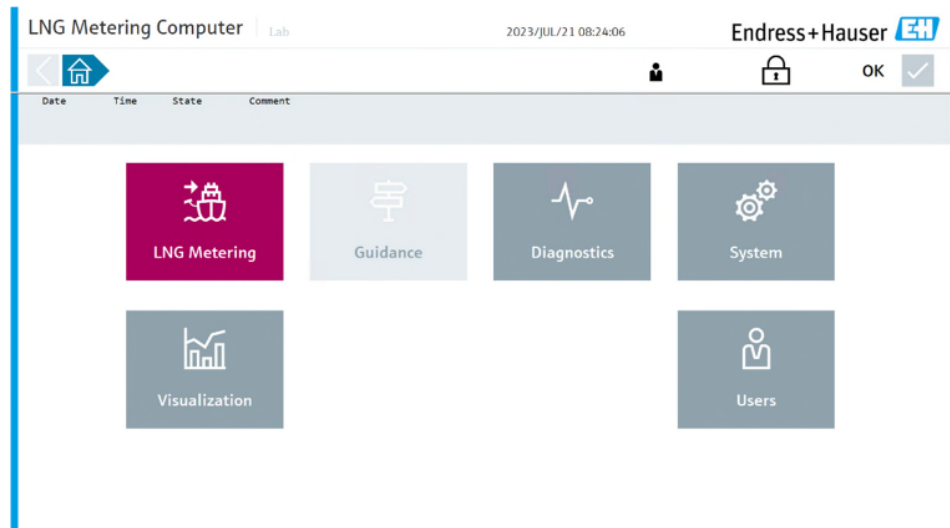 LNG Metering Computer Lab 2023/JUL/21 08:24:06 Endress+Hauser EH
OK
Date Time State Comment
LNG Metering Guidance Diagnostics System
Visualization Users